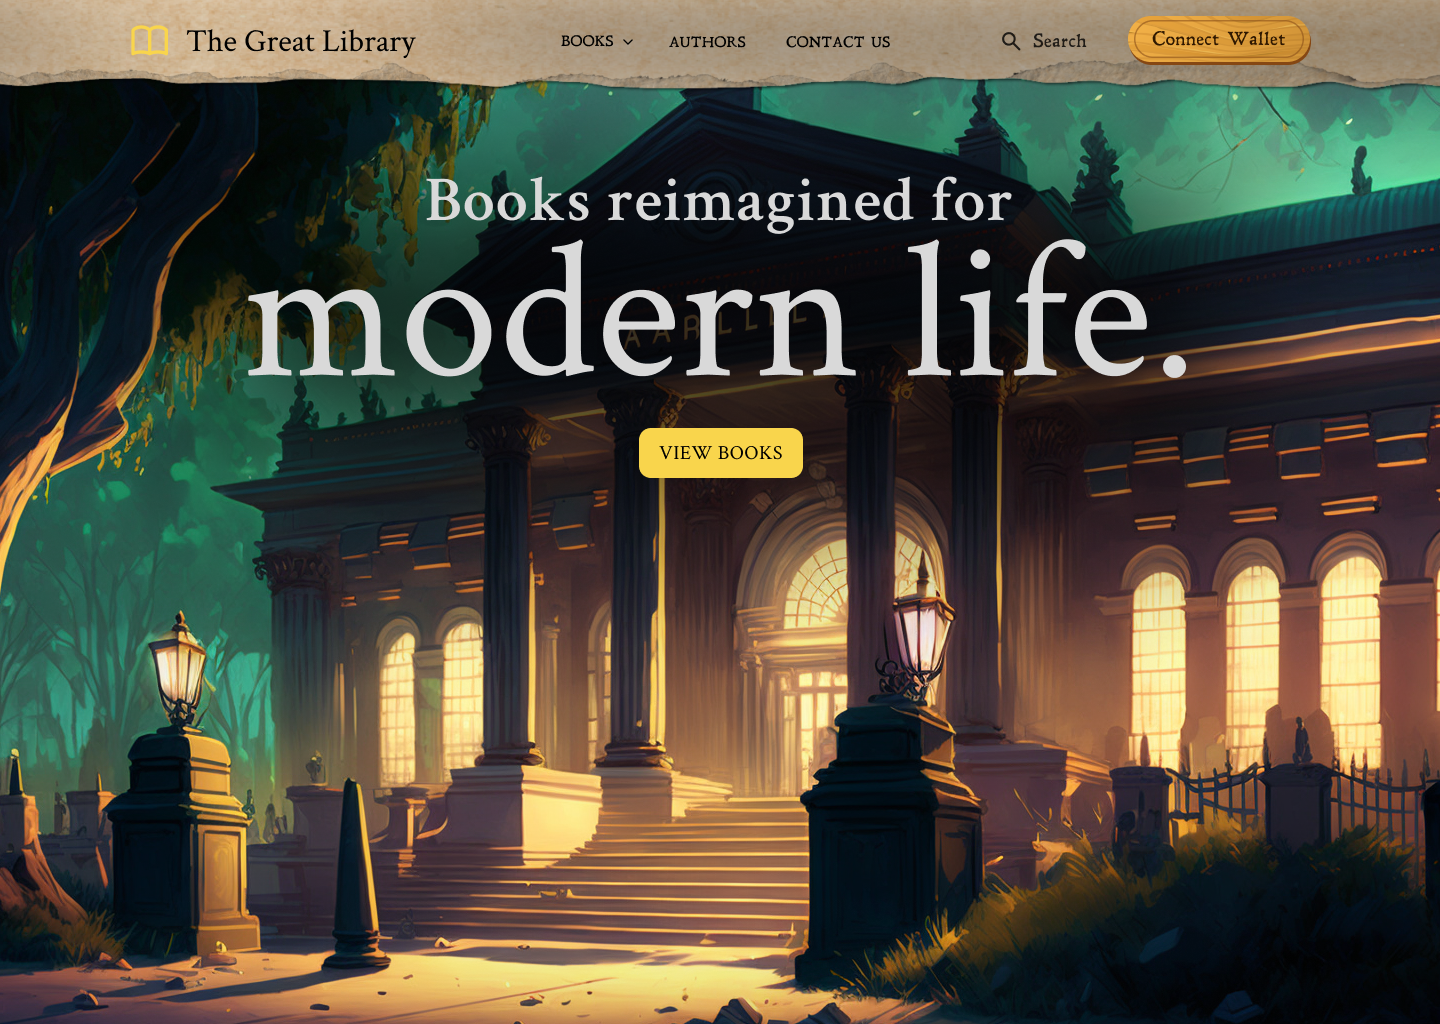 The Great Library
BOOKS
AUTHORS
CONTACT US
Search
Connect Wallet
Books reimagined for
modern life.
VIEW BOOKS